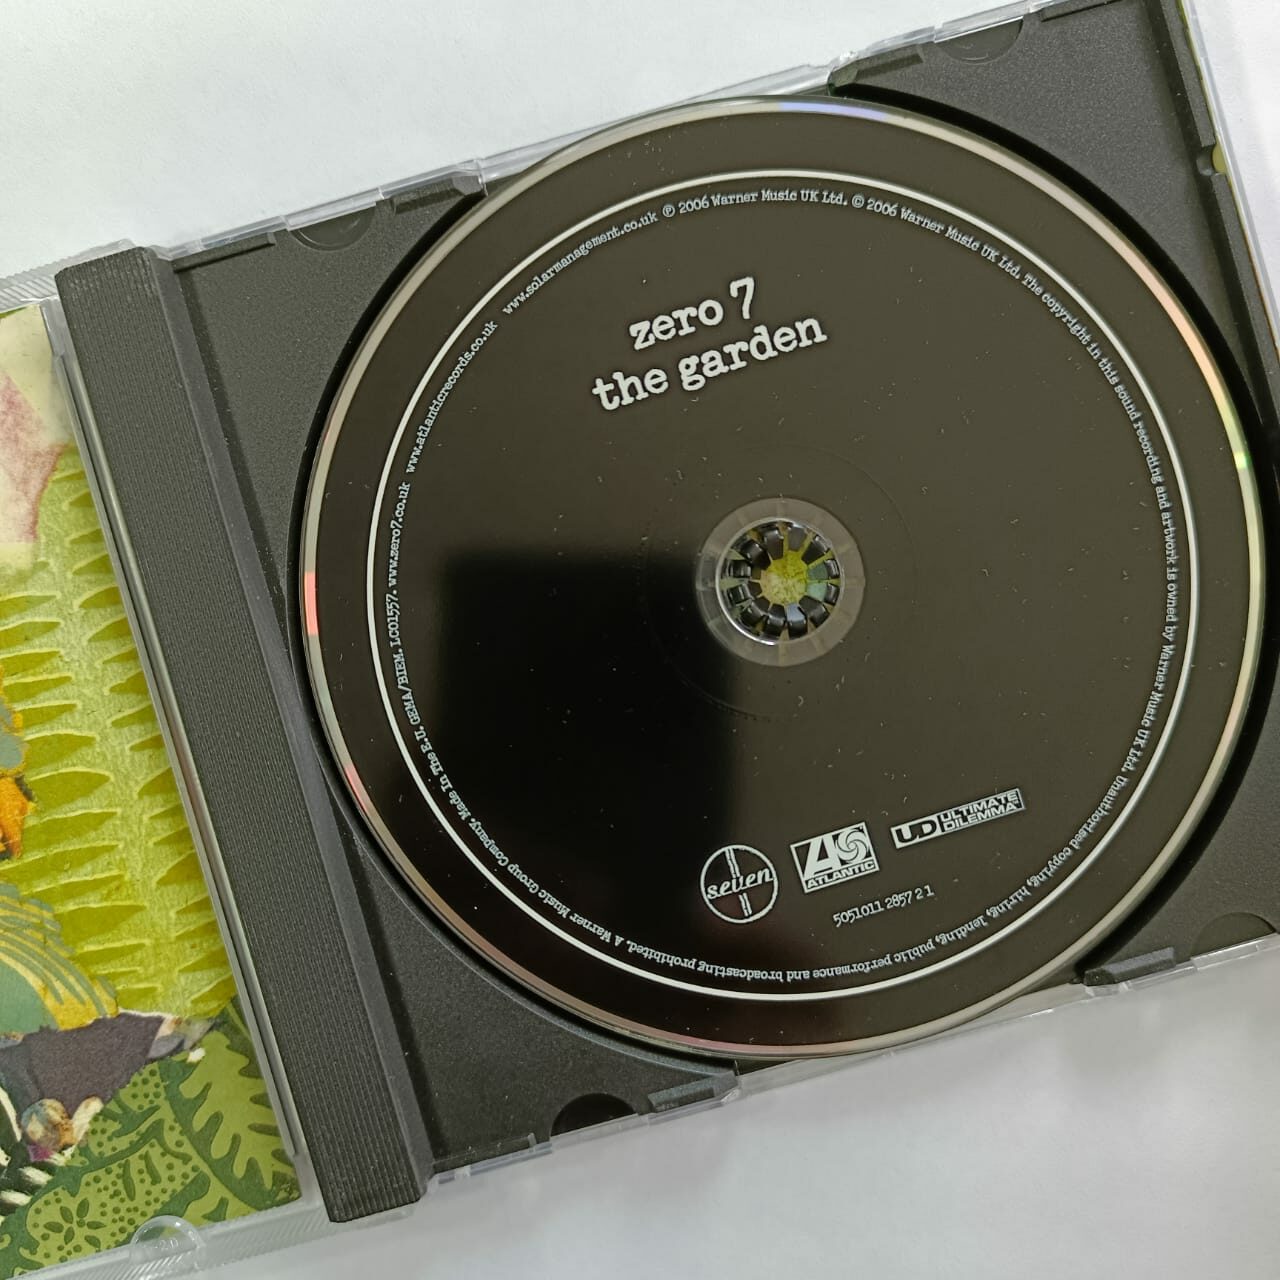 zero 7
the garden
www.zero7.co.uk www.atlanticrecords.co.uk www.solarmanagement.co.uk ℗ 2006 Warner Music UK Ltd. © 2006 Warner Music UK Ltd. The copyright in this sound recording and artwork is owned by Warner Music UK Ltd. Unauthorised copying, hiring, lending, public performance and broadcasting prohibited. A Warner Music Group Company. Made In The E.U. GEMA/BIEM. LC01557.
seven
ATLANTIC
UD ULTIMATE
DILEMMA
5051011 2857 2 1